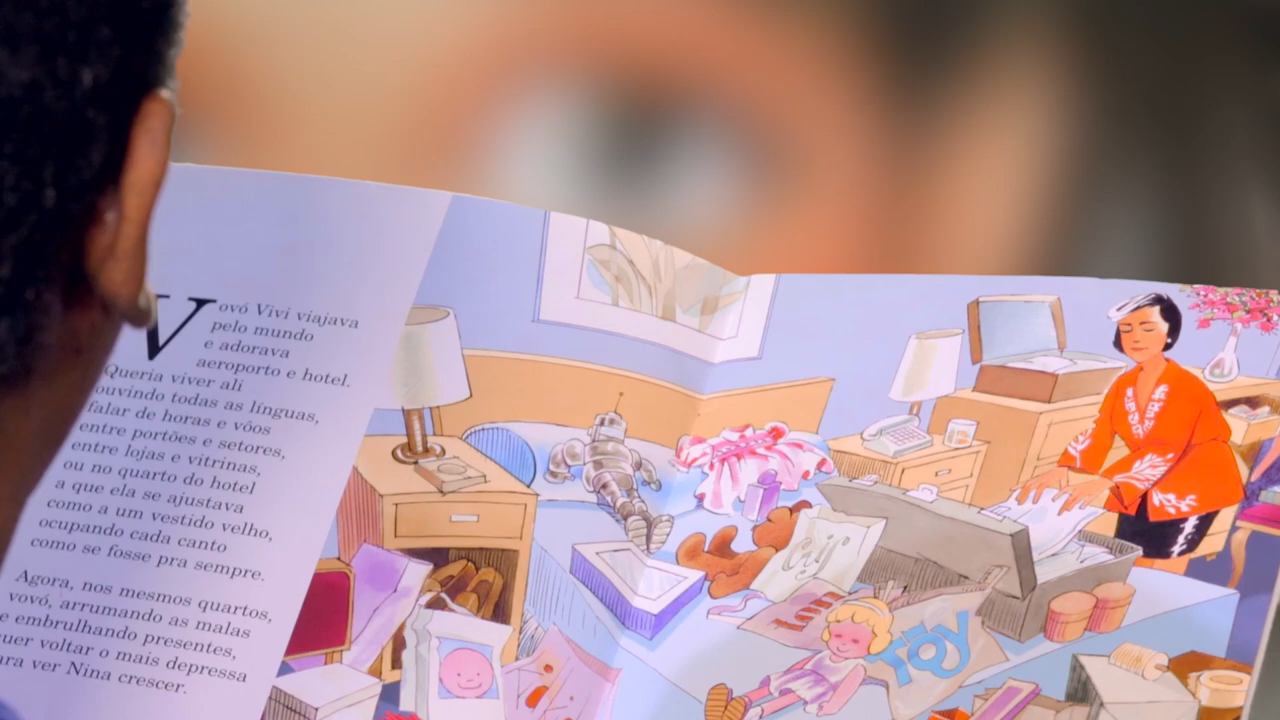 Vovó Vivi viajava
pelo mundo
e adorava
aeroporto e hotel.
Queria viver ali
ouvindo todas as línguas,
falar de horas e vôos
entre portões e setores,
entre lojas e vitrinas,
ou no quarto do hotel
a que ela se ajustava
como a um vestido velho,
ocupando cada canto
como se fosse pra sempre.
Agora, nos mesmos quartos,
vovó, arrumando as malas
e embrulhando presentes,
quer voltar o mais depressa
para ver Nina crescer.
Toy